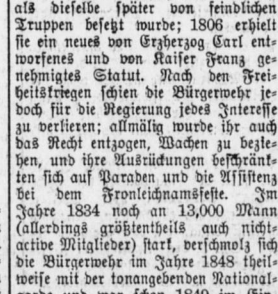 als dieselbe später von feindlichen
Truppen besetzt wurde; 1806 erhielt
sie ein neues von Erzherzog Carl ent=
worfenes und von Kaiser Franz ge=
nehmigtes Statut. Nach den Frei=
heitskriegen schien die Bürgerwehr je=
doch für die Regierung jedes Interesse
zu verlieren; allmälig wurde ihr auch
das Recht entzogen, Wachen zu bezie=
hen, und ihre Ausrückungen beschränk=
ten sich auf Paraden und die Assistenz
bei dem Fronleichnamsfeste. Im
Jahre 1834 noch an 13,000 Mann
(allerdings größtentheils auch nicht=
active Mitglieder) stark, verschmolz sich
die Bürgerwehr im Jahre 1848 theil=
weise mit der tonangebenden National=